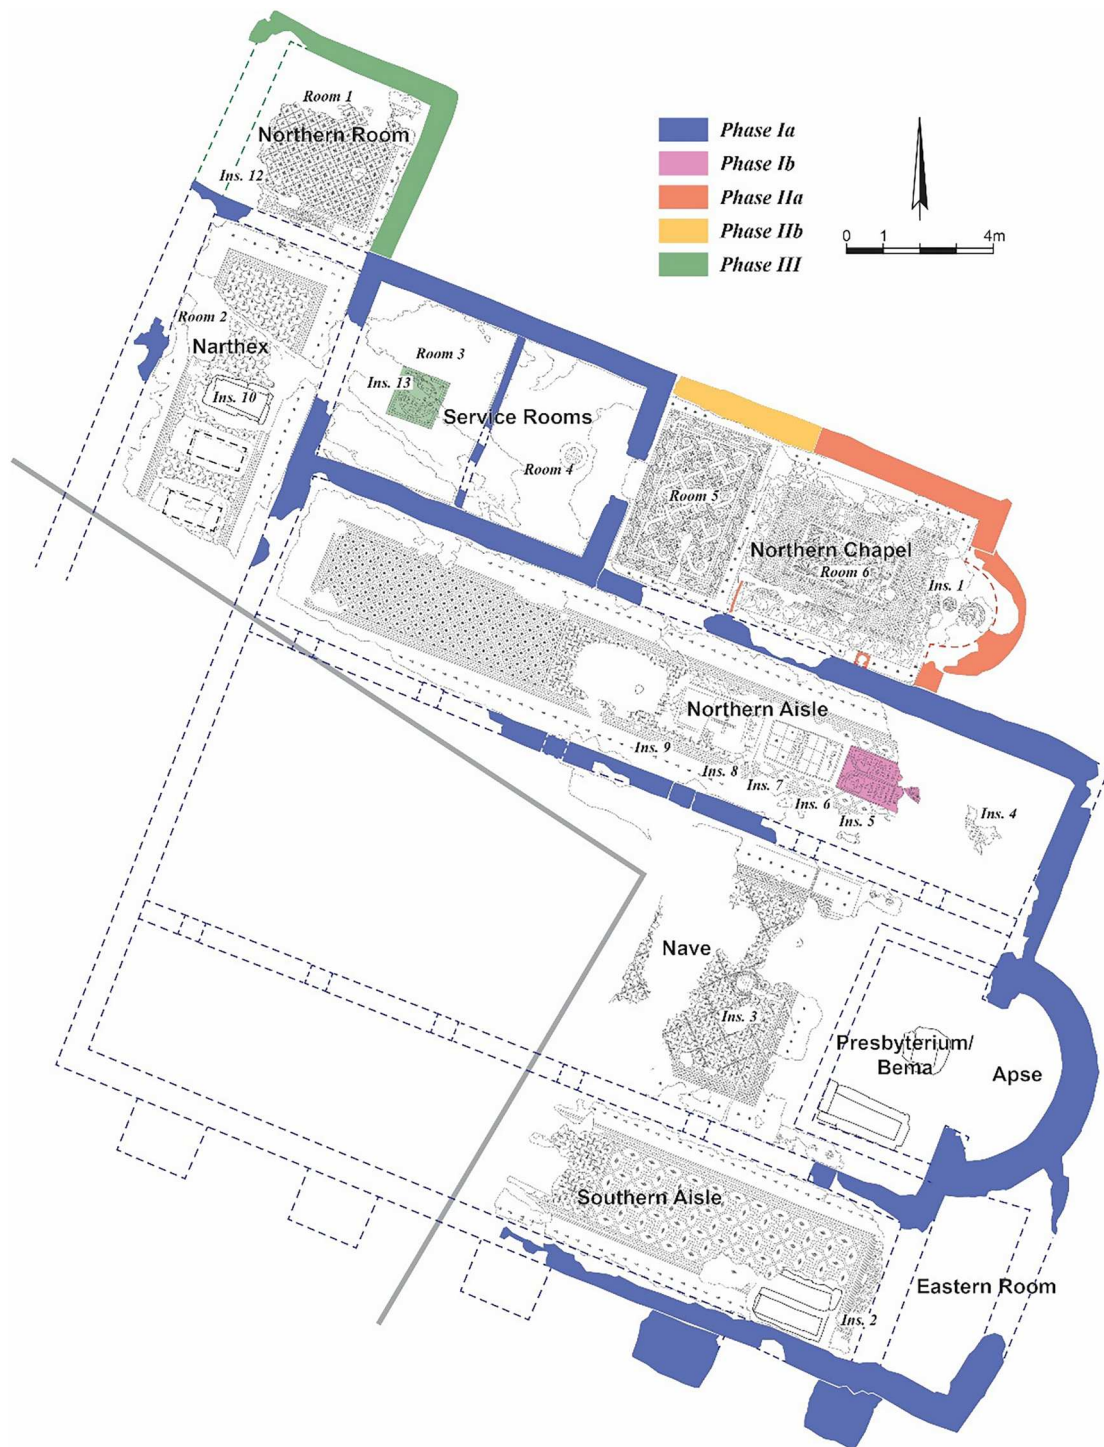 Room 1
Northern Room
Ins. 12
Phase Ia
Phase Ib
Phase IIa
Phase IIb
Phase III
0 1 4m
Room 2
Narthex
Ins. 10
Room 3
Ins. 13
Service Rooms
Room 4
Room 5
Northern Chapel
Room 6
Ins. 1
Northern Aisle
Ins. 9
Ins. 8
Ins. 7
Ins. 6
Ins. 5
Ins. 4
Nave
Ins. 3
Presbyterium/
Bema
Apse
Southern Aisle
Eastern Room
Ins. 2